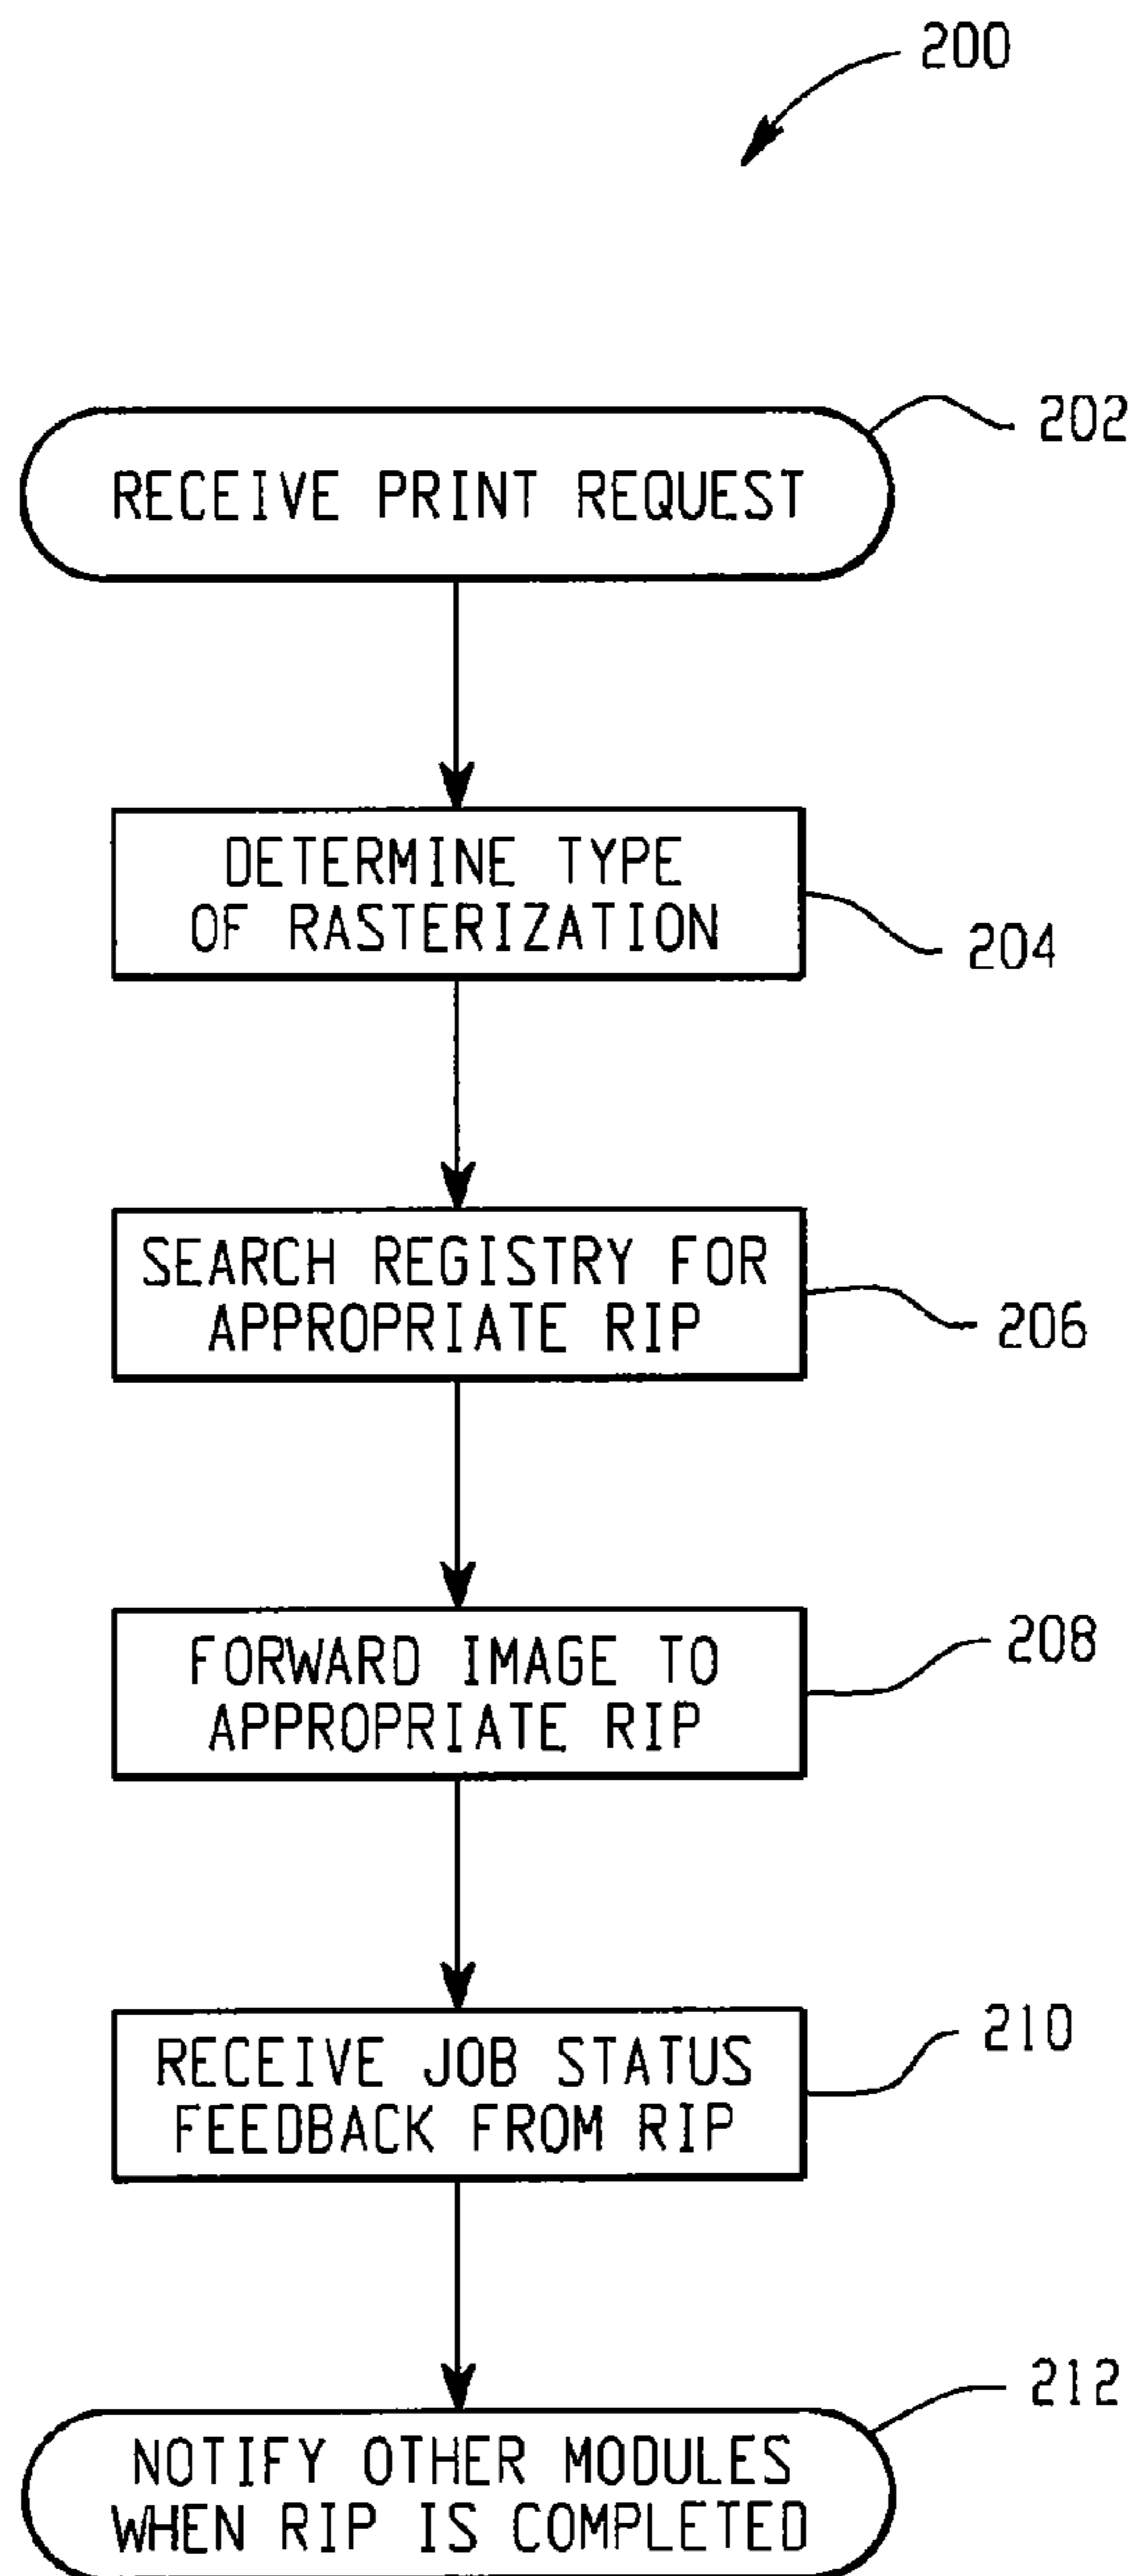 200
202
RECEIVE PRINT REQUEST
DETERMINE TYPE
OF RASTERIZATION
204
SEARCH REGISTRY FOR
APPROPRIATE RIP
206
FORWARD IMAGE TO
APPROPRIATE RIP
208
RECEIVE JOB STATUS
FEEDBACK FROM RIP
210
212
NOTIFY OTHER MODULES
WHEN RIP IS COMPLETED